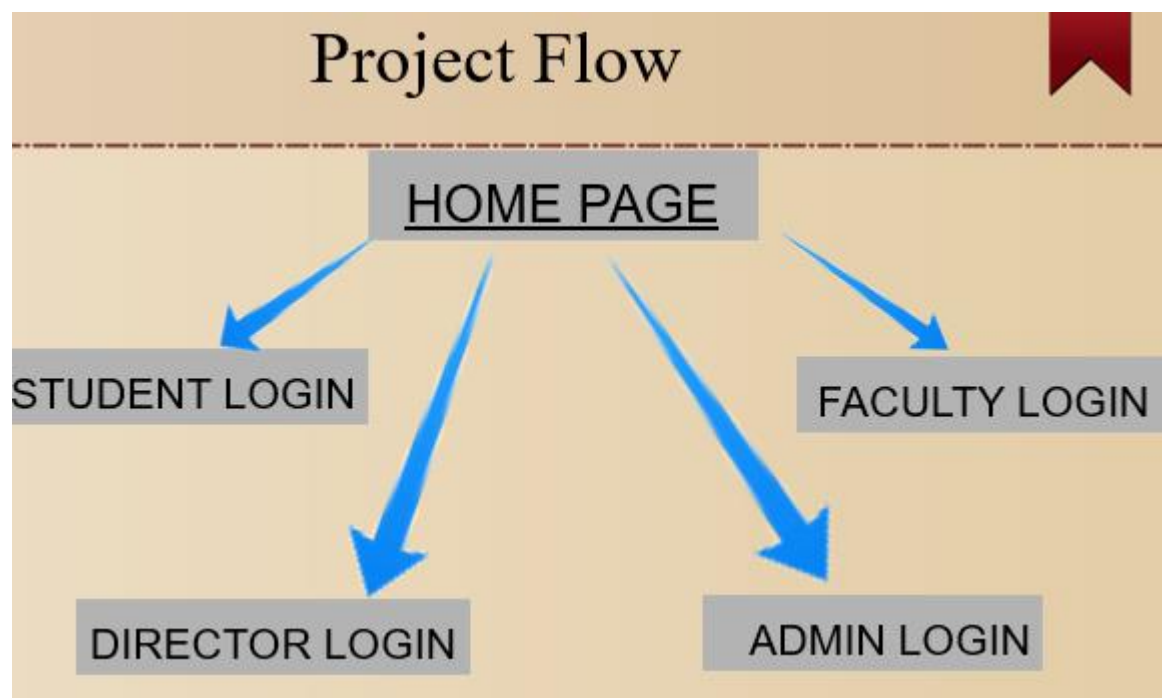 Project Flow
HOME PAGE
STUDENT LOGIN
FACULTY LOGIN
DIRECTOR LOGIN
ADMIN LOGIN